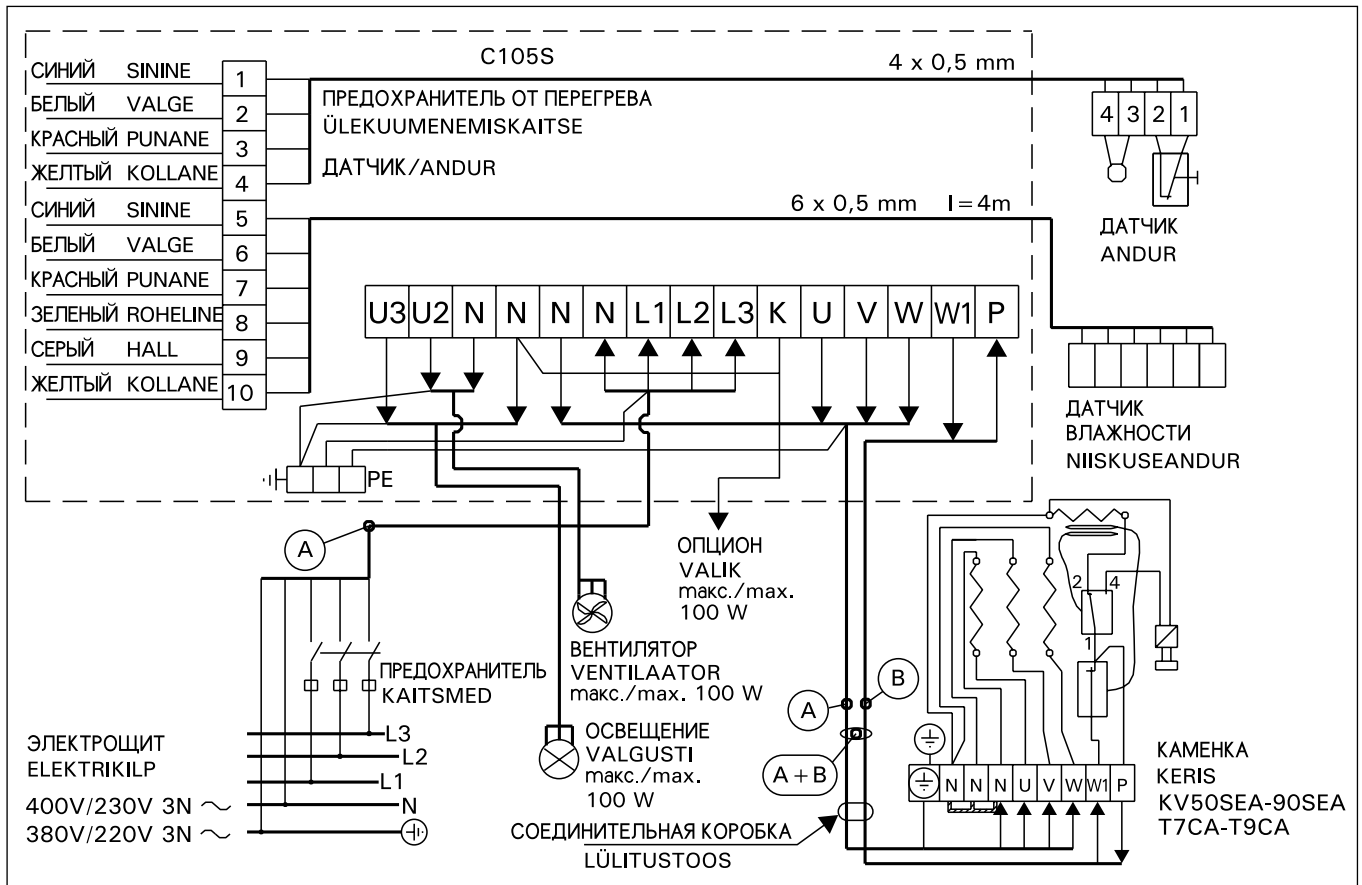 C105S
4 x 0,5 mm
СИНИЙ SININE 1
БЕЛЫЙ VALGE 2
КРАСНЫЙ PUNANE 3
ЖЕЛТЫЙ KOLLANE 4
СИНИЙ SININE 5
БЕЛЫЙ VALGE 6
КРАСНЫЙ PUNANE 7
ЗЕЛЕНЫЙ ROHELINE 8
СЕРЫЙ HALL 9
ЖЕЛТЫЙ KOLLANE 10
ПРЕДОХРАНИТЕЛЬ ОТ ПЕРЕГРЕВА
ÜLEKUUMENEMISKAITSE
ДАТЧИК/ANDUR
4 3 2 1
ДАТЧИК
ANDUR
6 x 0,5 mm l=4m
U3 U2 N N N N L1 L2 L3 K U V W W1 P
ДАТЧИК
ВЛАЖНОСТИ
NIISKUSEANDUR
PE
A
ОПЦИОН
VALIK
макс./max.
100 W
ВЕНТИЛЯТОР
VENTILAATOR
макс./max. 100 W
ПРЕДОХРАНИТЕЛЬ
KAITSMED
ОСВЕЩЕНИЕ
VALGUSTI
макс./max.
100 W
ЭЛЕКТРОЩИТ
ELEKTRIKILP
400V/230V 3N ~
380V/220V 3N ~
L3
L2
L1
N
A
B
A+B
СОЕДИНИТЕЛЬНАЯ КОРОБКА
LÜLITUSTOOS
2 4
1
N N N U V W W1 P
КАМЕНКА
KERIS
KV50SEA-90SEA
T7CA-T9CA